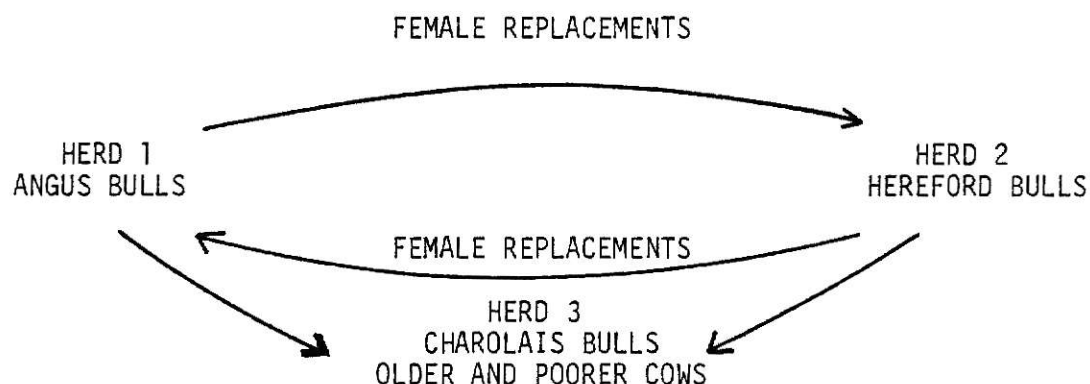 FEMALE REPLACEMENTS
HERD 1
ANGUS BULLS
HERD 2
HEREFORD BULLS
FEMALE REPLACEMENTS
HERD 3
CHAROLAIS BULLS
OLDER AND POORER COWS